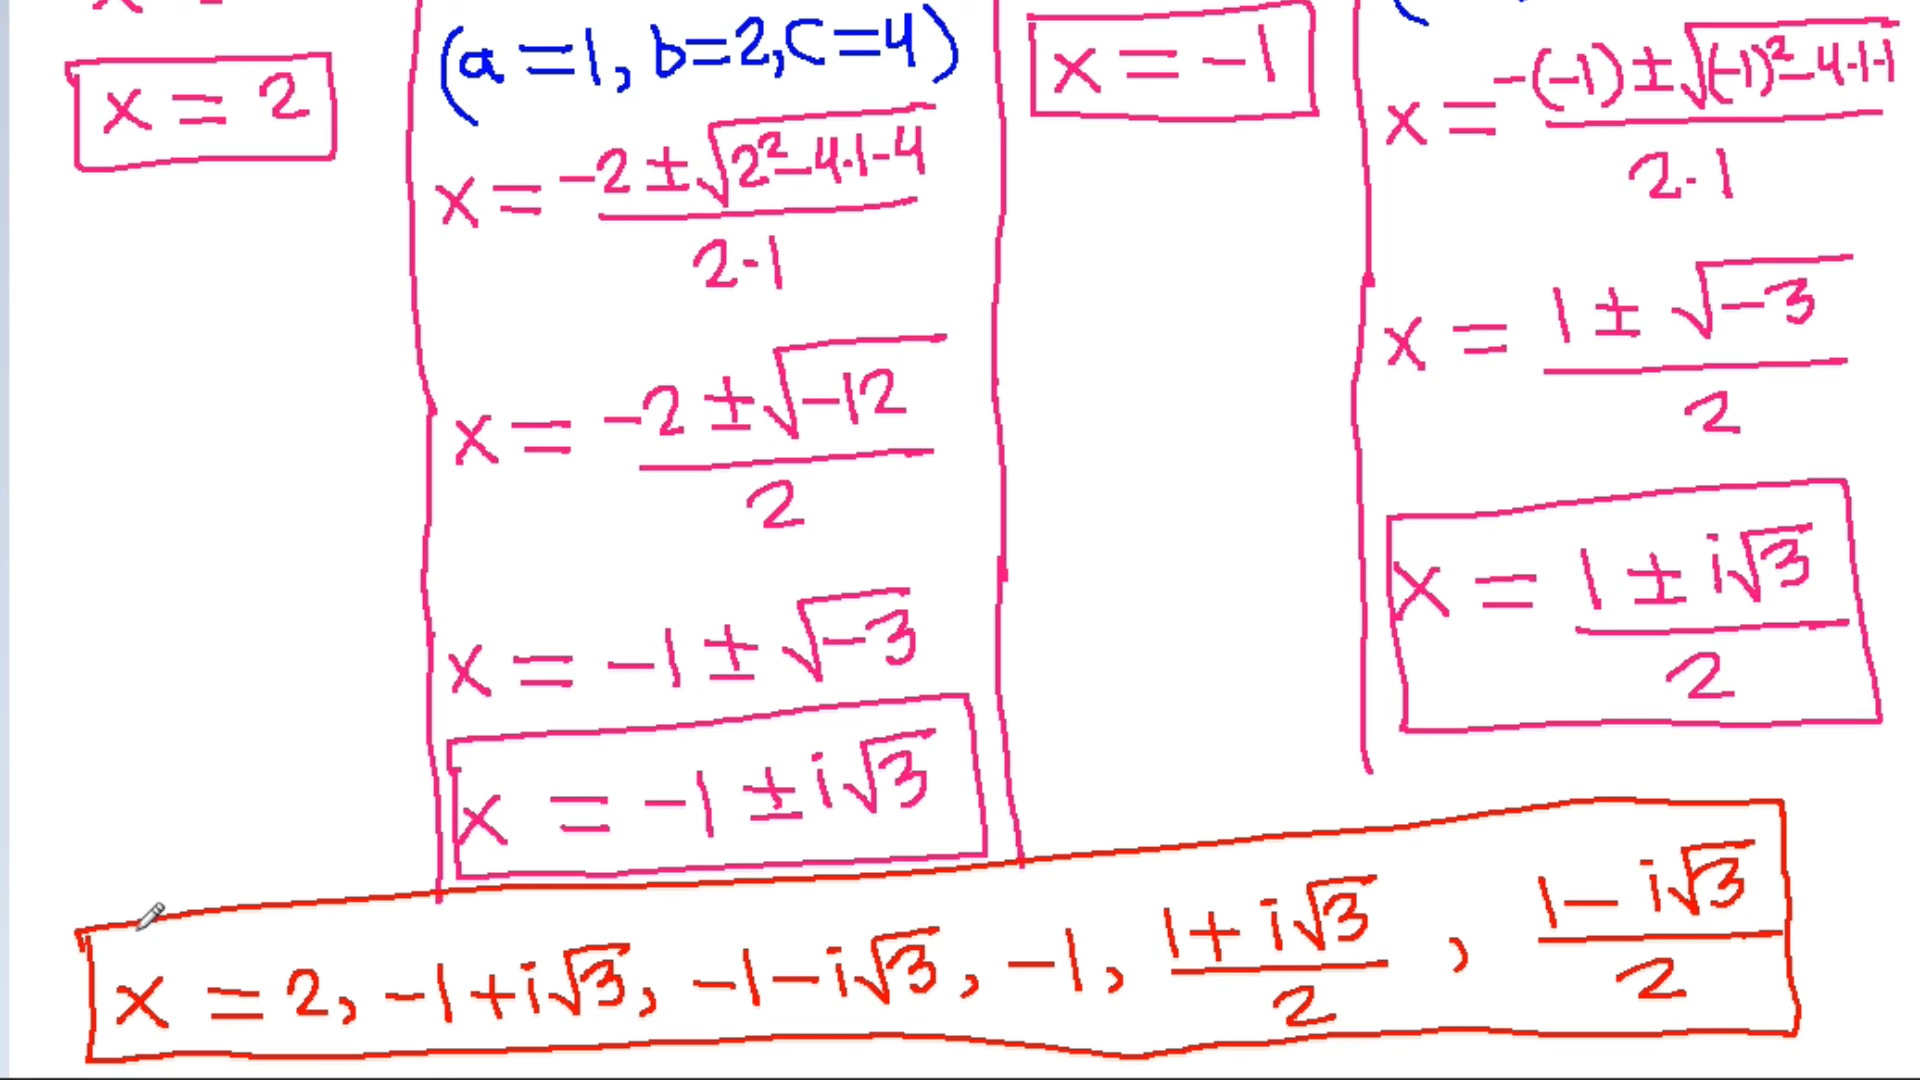 x = 2
(a = 1, b = 2, c = 4)
x = -2 ± √2² - 4·1·4
2·1
x = -2 ± √-12
2
x = -1 ± √-3
x = -1 ± i√3
x = -1
x = -(-1) ± √(-1)² - 4·1·1
2·1
x = 1 ± √-3
2
x = 1 ± i√3
2
x = 2, -1 + i√3, -1 - i√3, -1, 1 + i√3 / 2, 1 - i√3 / 2